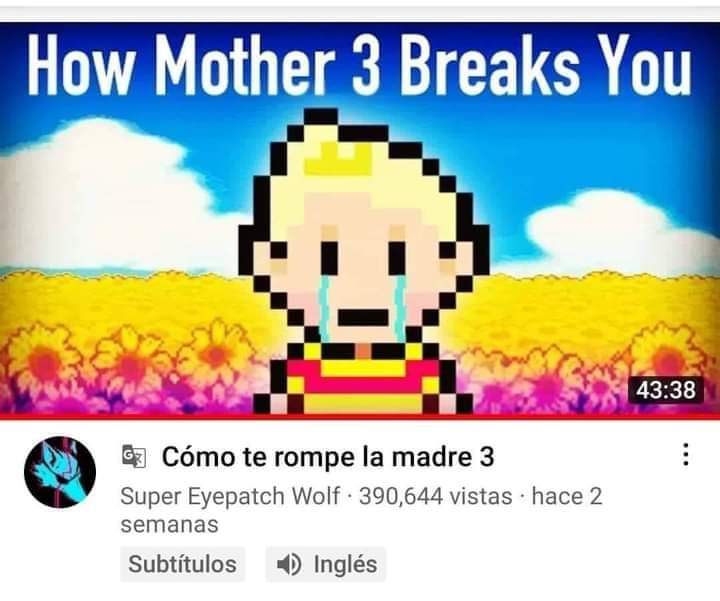 How Mother 3 Breaks You
43:38
Cómo te rompe la madre 3
Super Eyepatch Wolf · 390,644 vistas · hace 2
semanas
Subtítulos
Inglés